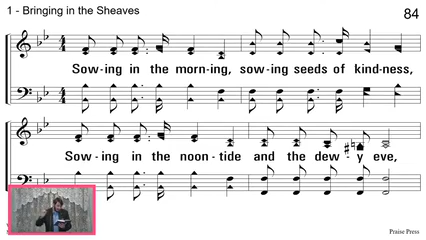 1 - Bringing in the Sheaves
84
Sow - ing in the morn - ing, sow - ing seeds of kind - ness,
Sow - ing in the noon - tide and the dew - y eve,
Praise Press